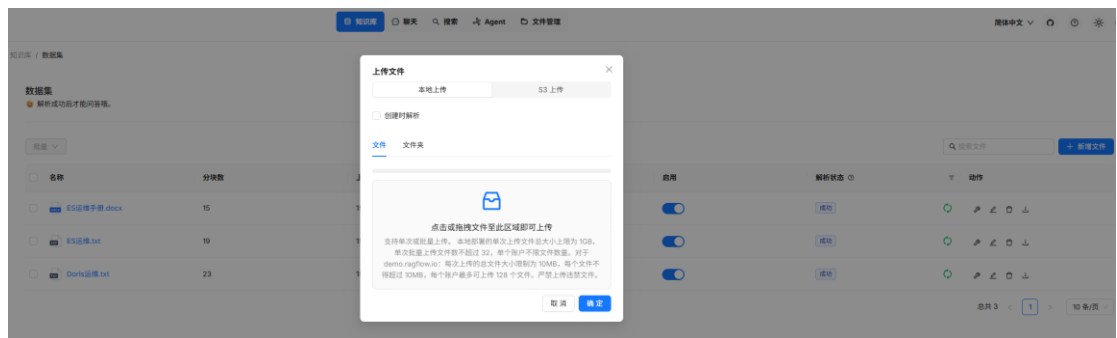 知识库 聊天 搜索 Agent 文件管理 简体中文
知识库 / 数据集
数据集
解析成功后才能问答哦。
批量
搜索文件
+ 新增文件
名称 分块数 启用 解析状态 动作
ES运维手册.docx 15 成功
ES运维.txt 19 成功
Doris运维.txt 23 成功
总共 3 < 1 > 10 条/页
上传文件
本地上传 S3 上传
创建时解析
文件 文件夹
点击或拖拽文件至此区域即可上传
支持单次或批量上传。 本地部署的单次上传文件总大小上限为 1GB,
单次批量上传文件数不超过 32, 单个账户不限文件数量。对于
demo.ragflow.io: 每次上传的总文件大小限制为 10MB, 每个文件不
得超过 10MB, 每个账户最多可上传 128 个文件。严禁上传违禁文件。
取 消 确 定